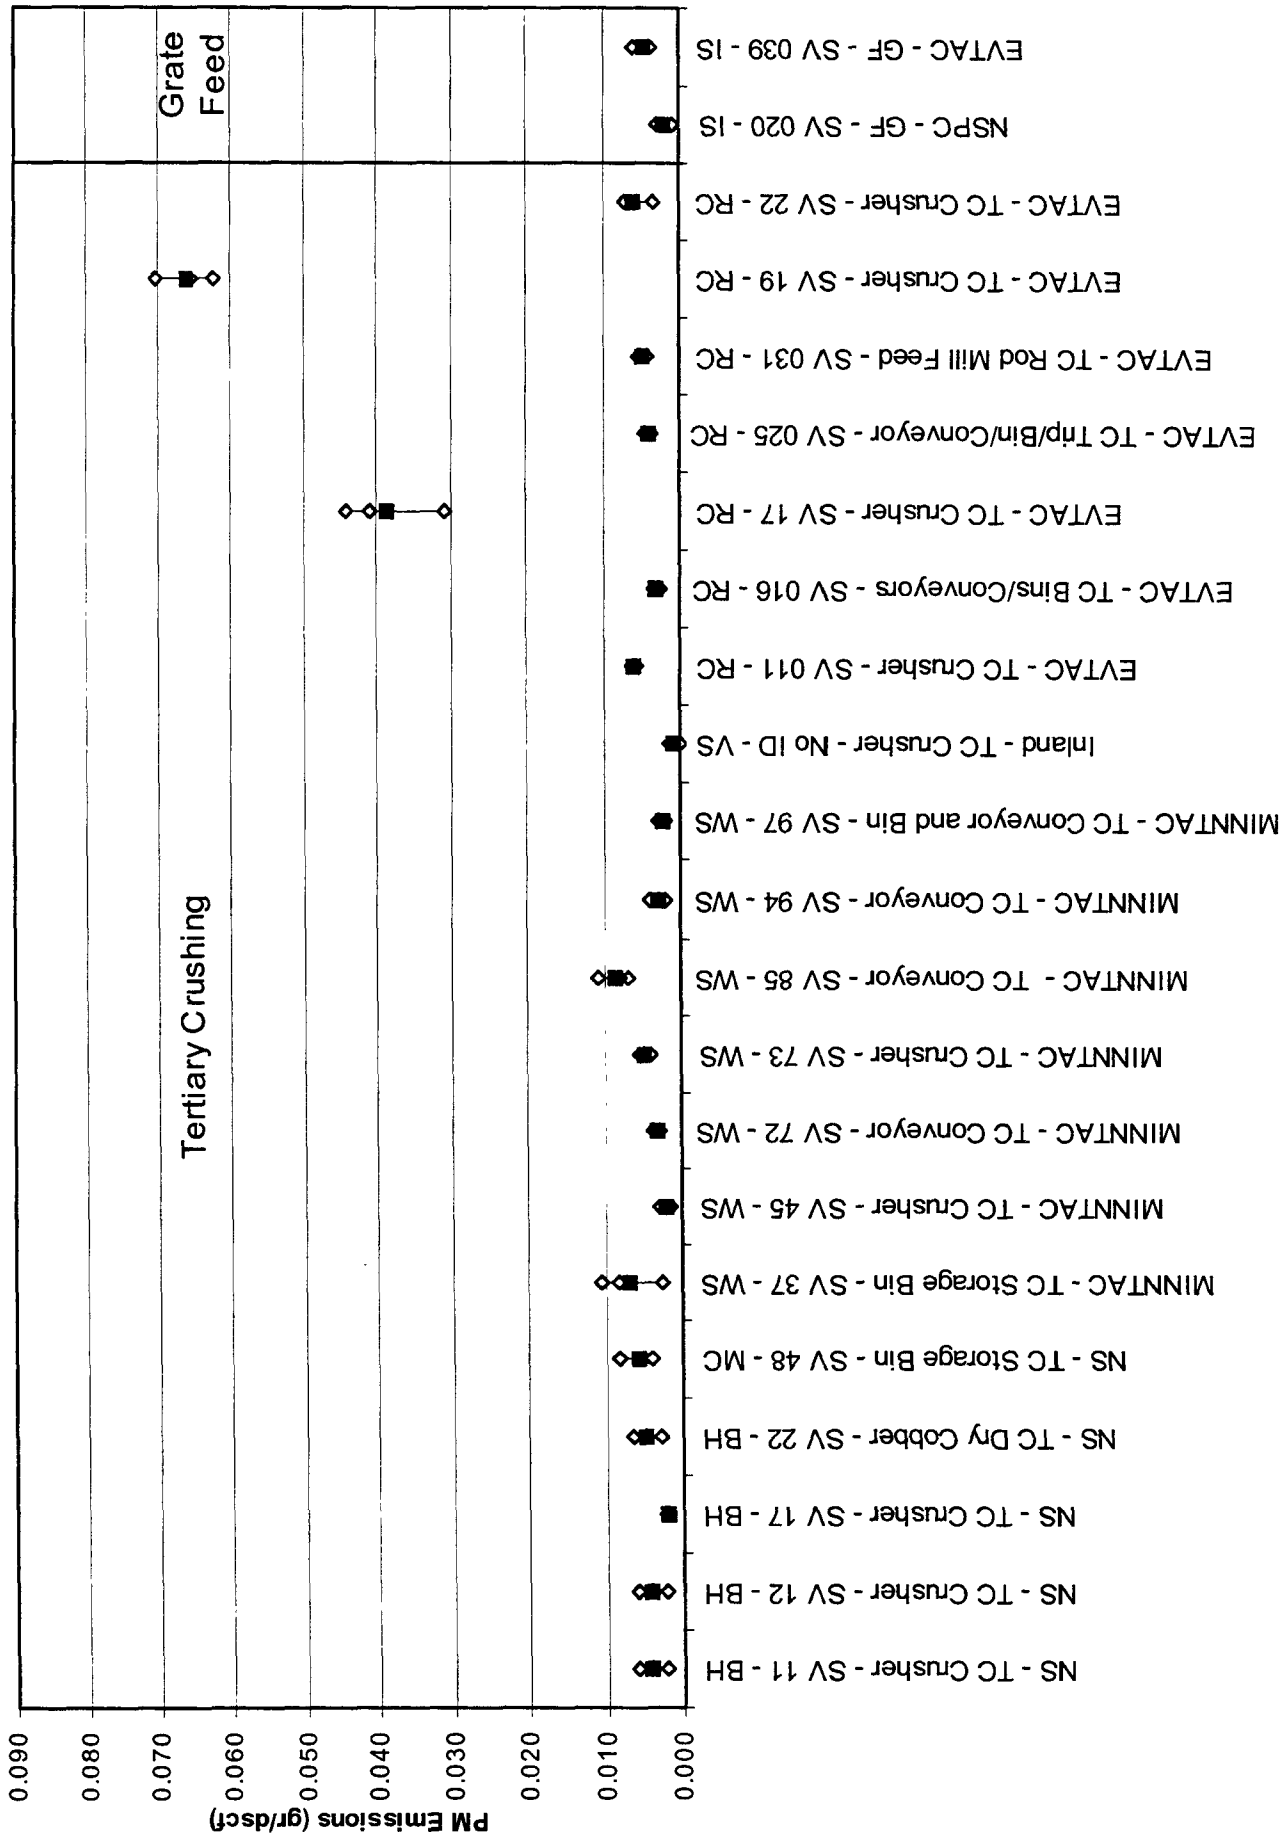 PM Emissions (gr/dscf)
0.090
0.080
0.070
0.060
0.050
0.040
0.030
0.020
0.010
0.000
Tertiary Crushing
Grate
Feed
NS - TC Crusher - SV 11 - BH
NS - TC Crusher - SV 12 - BH
NS - TC Crusher - SV 17 - BH
NS - TC Dry Cobber - SV 22 - BH
NS - TC Storage Bin - SV 48 - MC
MINNTAC - TC Storage Bin - SV 37 - WS
MINNTAC - TC Crusher - SV 45 - WS
MINNTAC - TC Conveyor - SV 72 - WS
MINNTAC - TC Crusher - SV 73 - WS
MINNTAC - TC Conveyor - SV 85 - WS
MINNTAC - TC Conveyor - SV 94 - WS
MINNTAC - TC Conveyor and Bin - SV 97 - WS
Inland - TC Crusher - No ID - VS
EVTAC - TC Crusher - SV 011 - RC
EVTAC - TC Bins/Conveyors - SV 016 - RC
EVTAC - TC Crusher - SV 17 - RC
EVTAC - TC Trip/Bin/Conveyor - SV 025 - RC
EVTAC - TC Rod Mill Feed - SV 031 - RC
EVTAC - TC Crusher - SV 19 - RC
EVTAC - TC Crusher - SV 22 - RC
NSPC - GF - SV 020 - IS
EVTAC - GF - SV 039 - IS